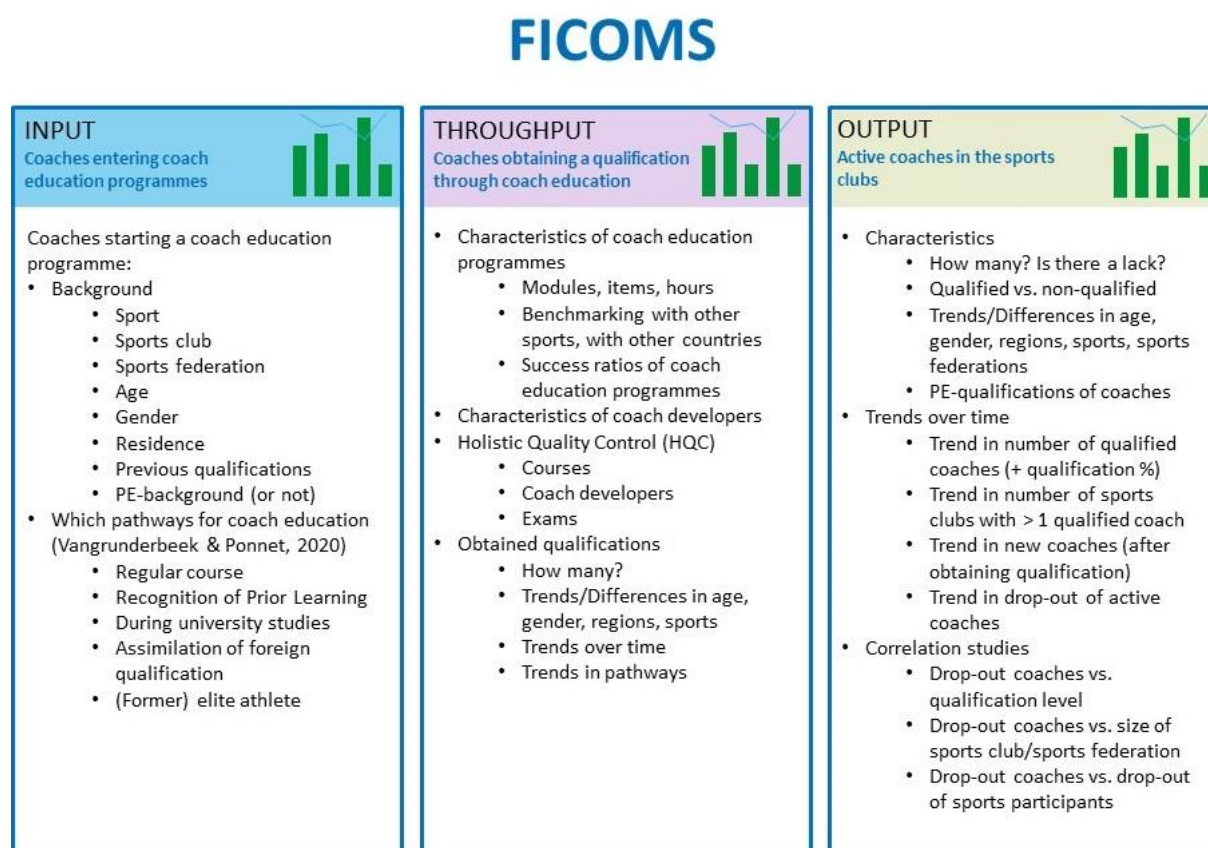 FICOMS
INPUT
Coaches entering coach
education programmes
Coaches starting a coach education
programme:
• Background
• Sport
• Sports club
• Sports federation
• Age
• Gender
• Residence
• Previous qualifications
• PE-background (or not)
• Which pathways for coach education
(Vangrunderbeek & Ponnet, 2020)
• Regular course
• Recognition of Prior Learning
• During university studies
• Assimilation of foreign
qualification
• (Former) elite athlete
THROUGHPUT
Coaches obtaining a qualification
through coach education
• Characteristics of coach education
programmes
• Modules, items, hours
• Benchmarking with other
sports, with other countries
• Success ratios of coach
education programmes
• Characteristics of coach developers
• Holistic Quality Control (HQC)
• Courses
• Coach developers
• Exams
• Obtained qualifications
• How many?
• Trends/Differences in age,
gender, regions, sports
• Trends over time
• Trends in pathways
OUTPUT
Active coaches in the sports
clubs
• Characteristics
• How many? Is there a lack?
• Qualified vs. non-qualified
• Trends/Differences in age,
gender, regions, sports, sports
federations
• PE-qualifications of coaches
• Trends over time
• Trend in number of qualified
coaches (+ qualification %)
• Trend in number of sports
clubs with > 1 qualified coach
• Trend in new coaches (after
obtaining qualification)
• Trend in drop-out of active
coaches
• Correlation studies
• Drop-out coaches vs.
qualification level
• Drop-out coaches vs. size of
sports club/sports federation
• Drop-out coaches vs. drop-out
of sports participants